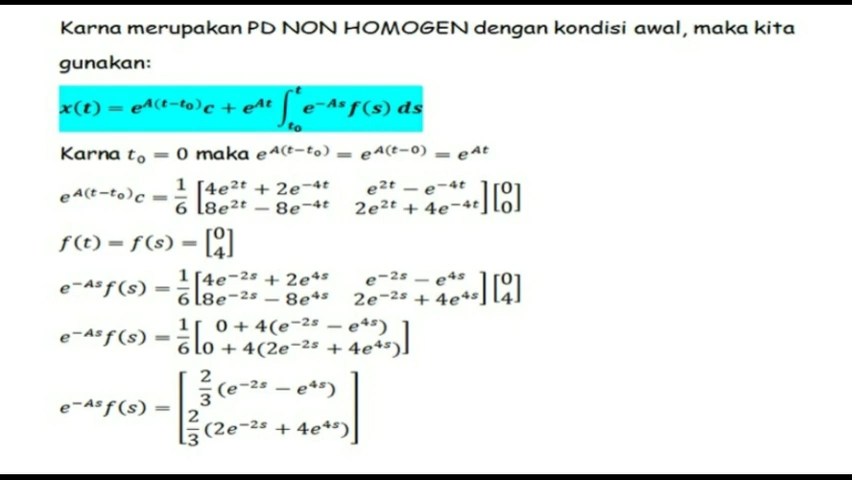 Karna merupakan PD NON HOMOGEN dengan kondisi awal, maka kita
gunakan:
x(t) = e^{A(t−t₀)}c + e^{At} ∫_{t₀}^{t} e^{−As} f(s) ds
Karna t₀ = 0 maka e^{A(t−t₀)} = e^{A(t−0)} = e^{At}
e^{A(t−t₀)}c = 1/6 [4e^{2t} + 2e^{−4t}   e^{2t} − e^{−4t}; 8e^{2t} − 8e^{−4t}   2e^{2t} + 4e^{−4t}] [0; 0]
f(t) = f(s) = [0; 4]
e^{−As}f(s) = 1/6 [4e^{−2s} + 2e^{4s}   e^{−2s} − e^{4s}; 8e^{−2s} − 8e^{4s}   2e^{−2s} + 4e^{4s}] [0; 4]
e^{−As}f(s) = 1/6 [0 + 4(e^{−2s} − e^{4s}); 0 + 4(2e^{−2s} + 4e^{4s})]
e^{−As}f(s) = [2/3 (e^{−2s} − e^{4s}); 2/3 (2e^{−2s} + 4e^{4s})]